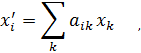 x′ᵢ = ∑ₖ aᵢₖ xₖ ,